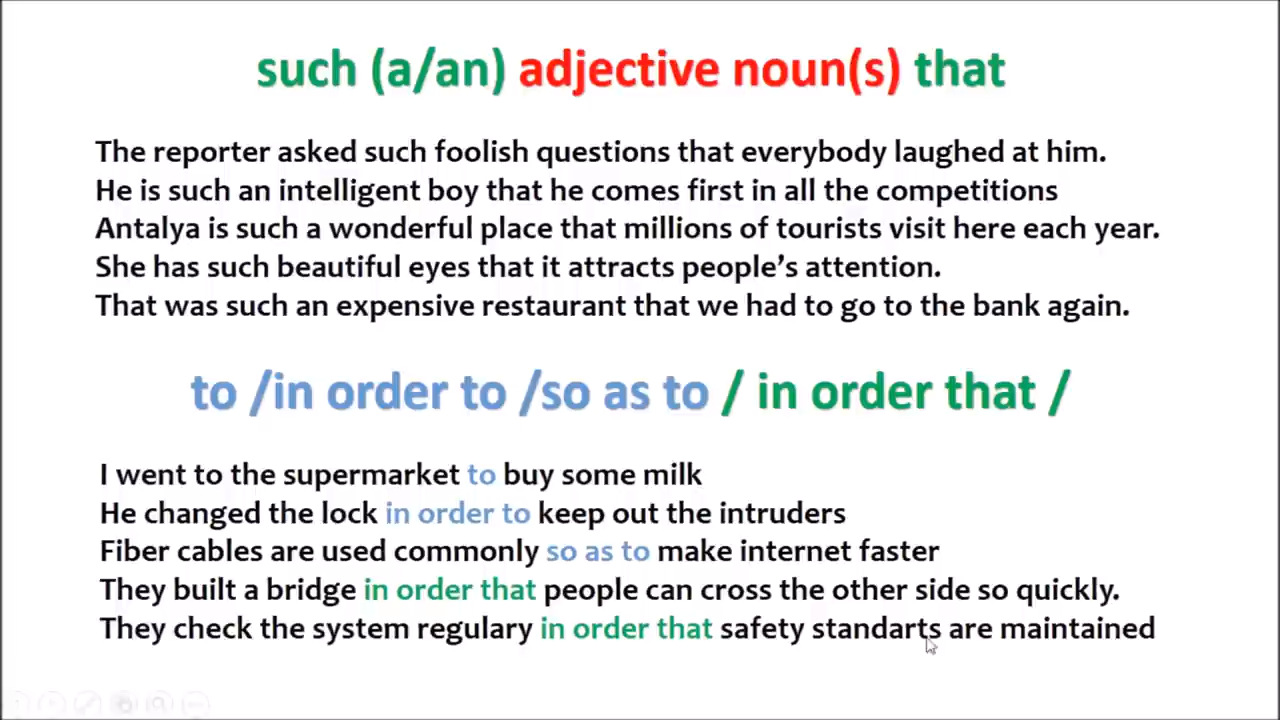 such (a/an) adjective noun(s) that
The reporter asked such foolish questions that everybody laughed at him.
He is such an intelligent boy that he comes first in all the competitions
Antalya is such a wonderful place that millions of tourists visit here each year.
She has such beautiful eyes that it attracts people’s attention.
That was such an expensive restaurant that we had to go to the bank again.
to /in order to /so as to / in order that /
I went to the supermarket to buy some milk
He changed the lock in order to keep out the intruders
Fiber cables are used commonly so as to make internet faster
They built a bridge in order that people can cross the other side so quickly.
They check the system regulary in order that safety standarts are maintained